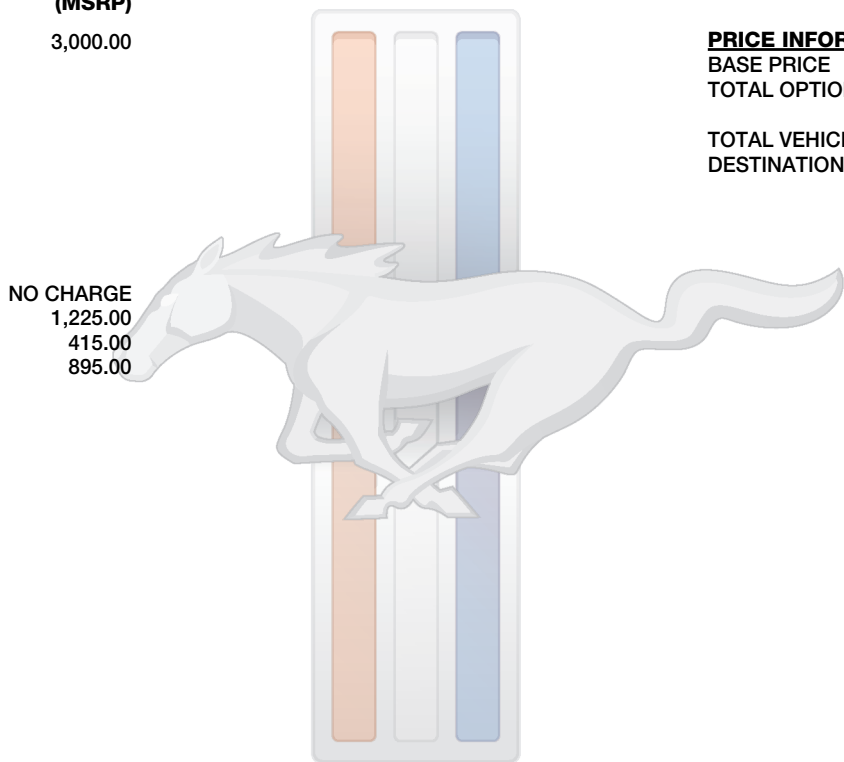 (MSRP)
3,000.00
NO CHARGE
1,225.00
415.00
895.00
PRICE INFOR
BASE PRICE
TOTAL OPTIO
TOTAL VEHICL
DESTINATION